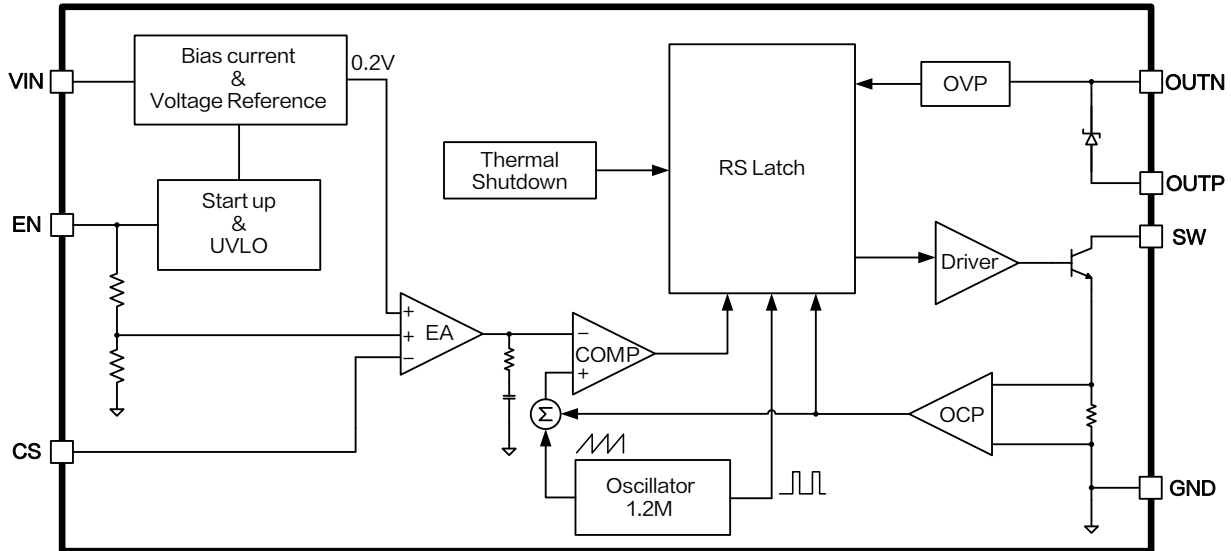 VIN
Bias current
&
Voltage Reference
0.2V
OVP
OUTN
Thermal
Shutdown
RS Latch
OUTP
EN
Start up
&
UVLO
SW
Driver
+
+
−
EA
−
+
COMP
Σ
OCP
CS
Oscillator
1.2M
GND